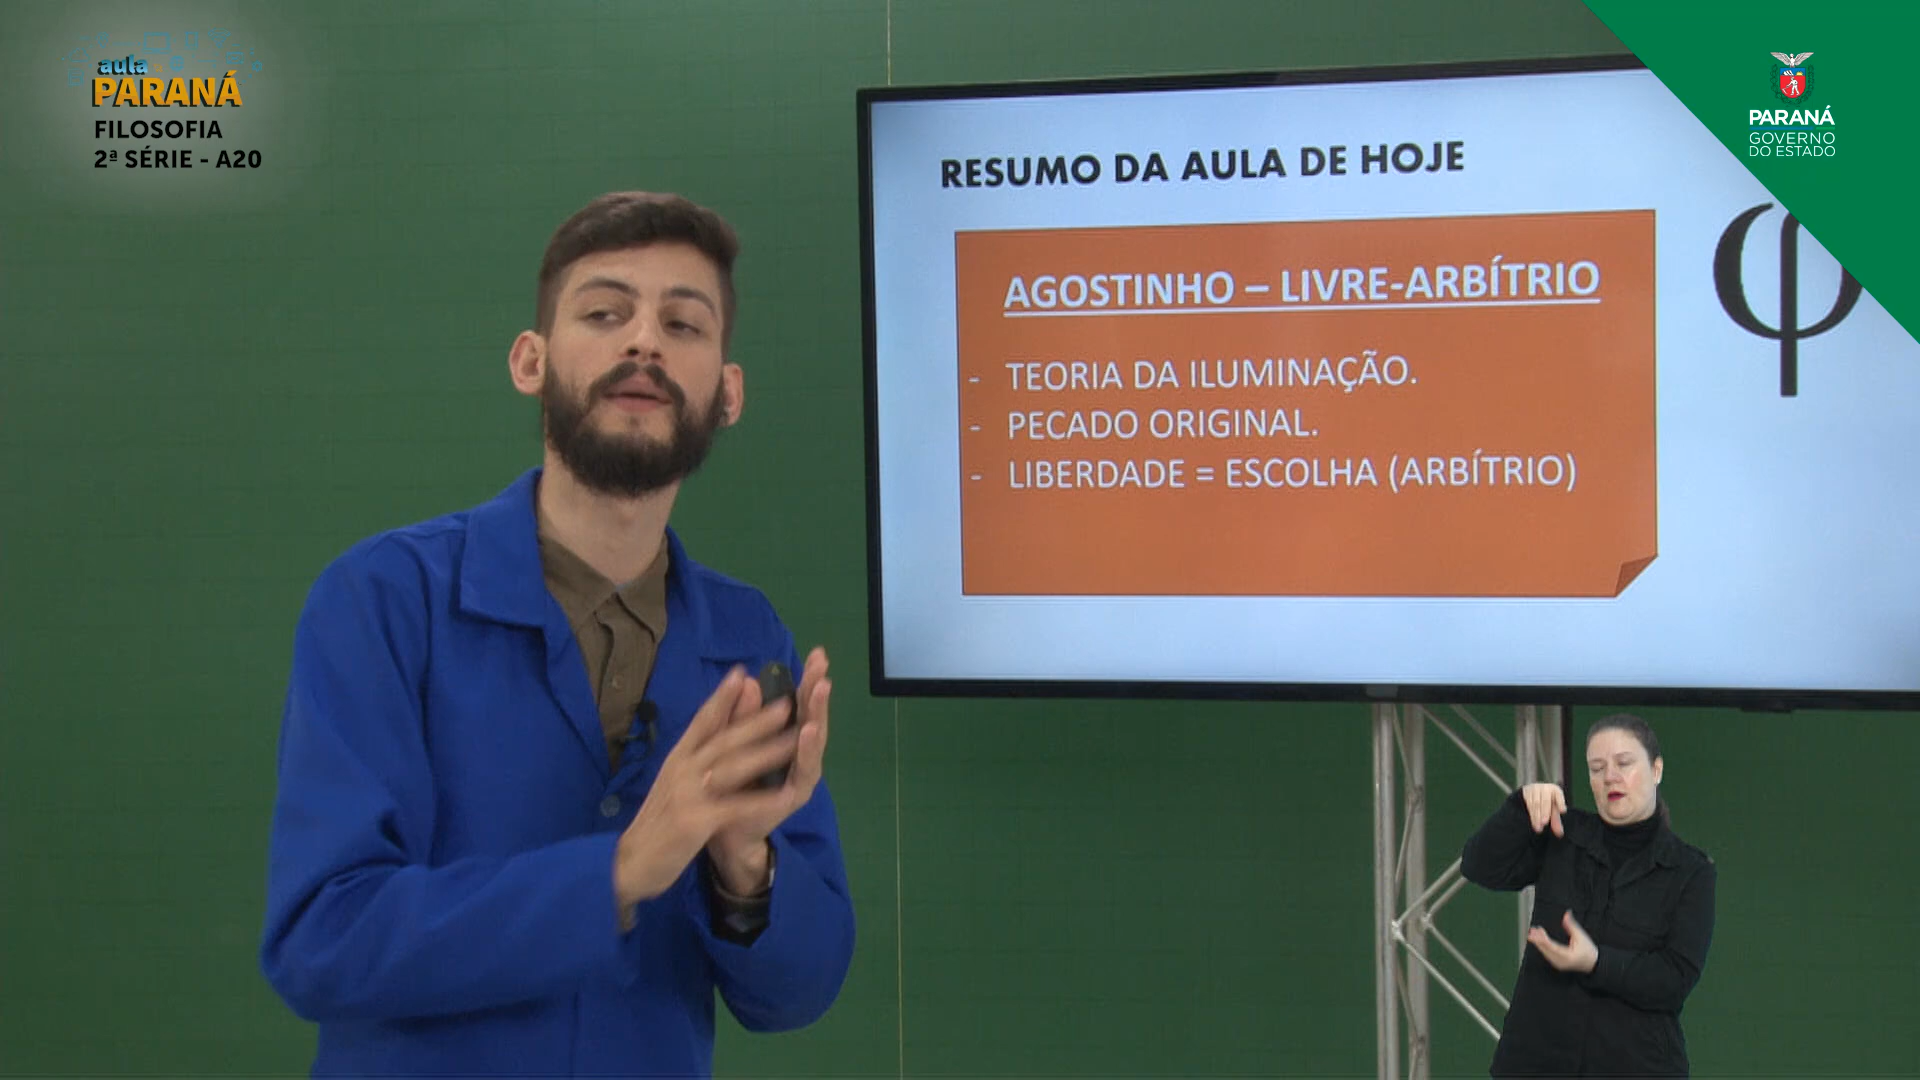 aula
PARANÁ
FILOSOFIA
2ª SÉRIE - A20
PARANÁ
GOVERNO
DO ESTADO
RESUMO DA AULA DE HOJE
φ
AGOSTINHO – LIVRE-ARBÍTRIO
- TEORIA DA ILUMINAÇÃO.
- PECADO ORIGINAL.
- LIBERDADE = ESCOLHA (ARBÍTRIO)